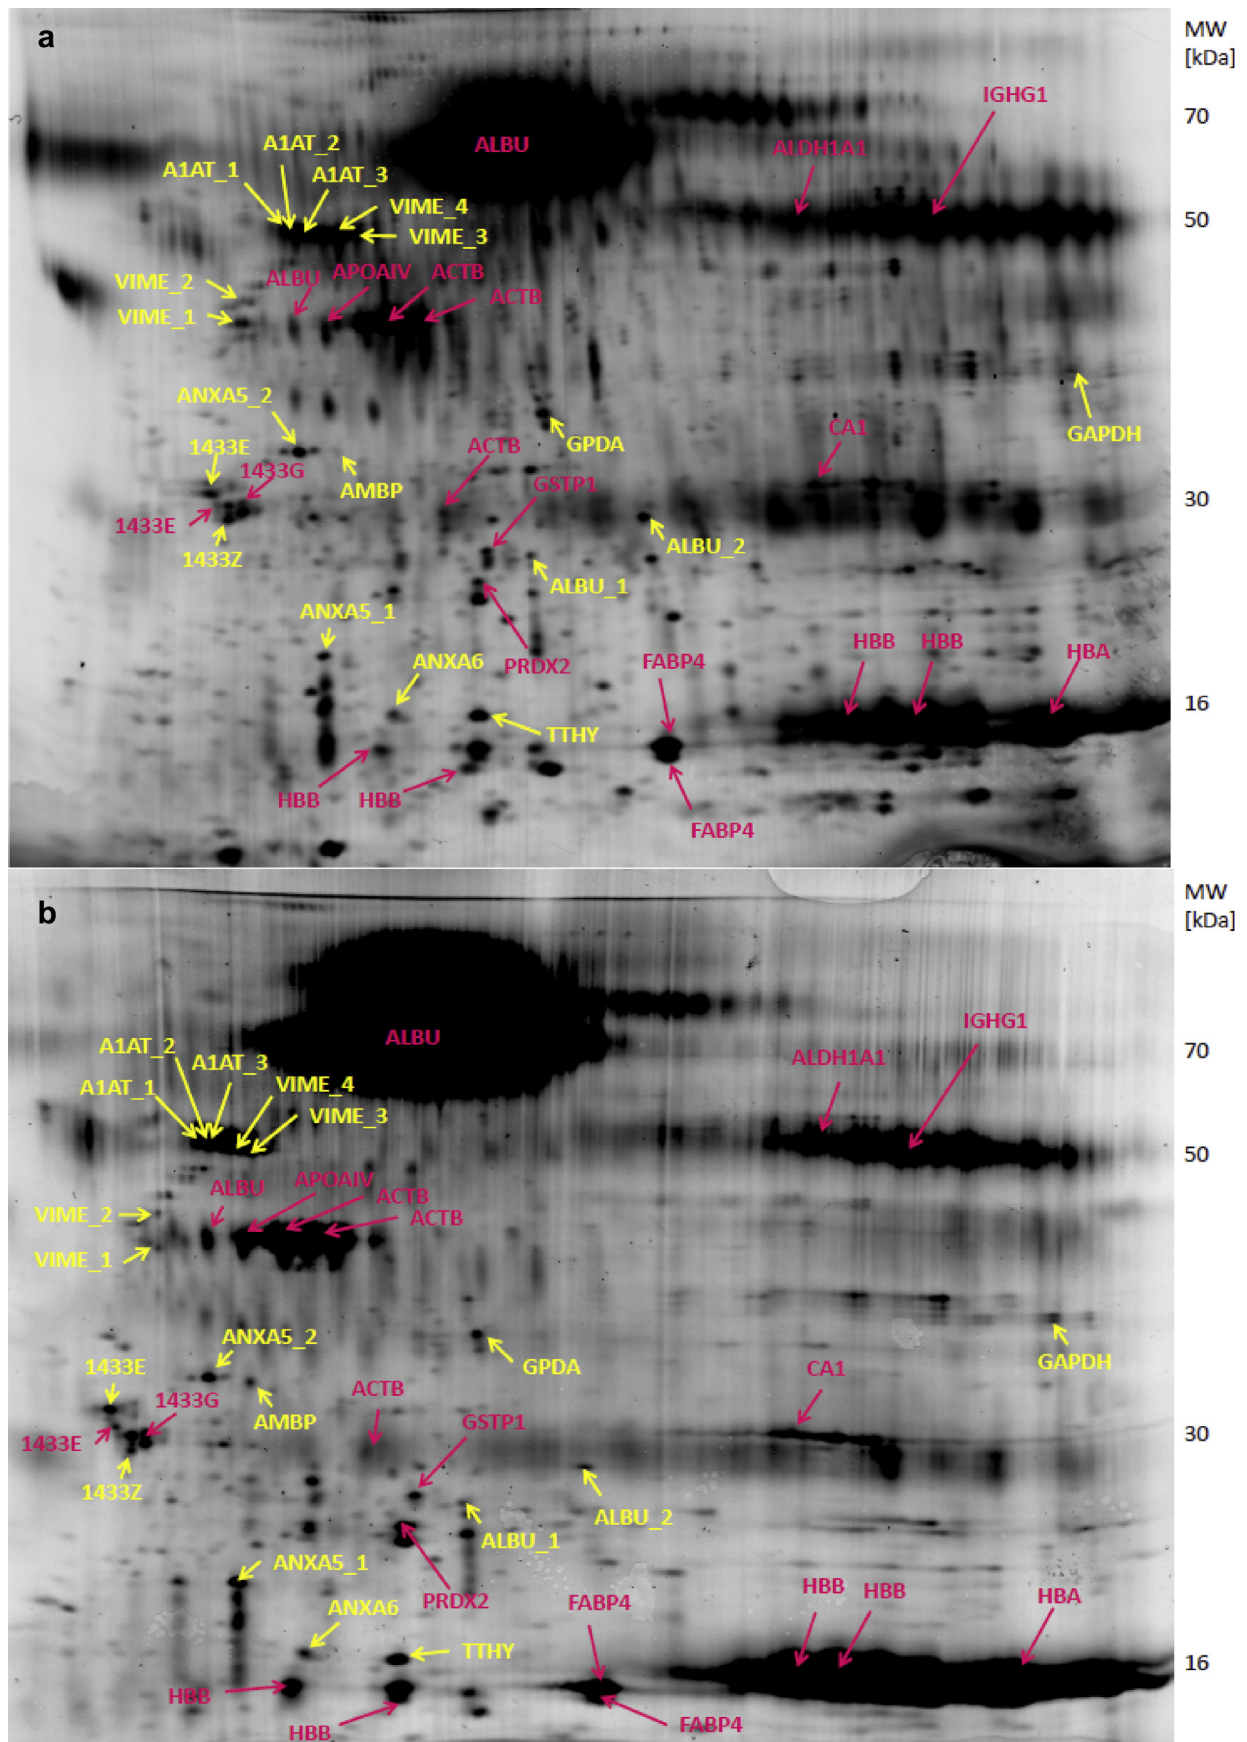 a
MW
[kDa]
IGHG1
70
A1AT_2
ALBU
ALDH1A1
A1AT_1
A1AT_3
VIME_4
50
VIME_3
VIME_2
ALBU
APOAIV
ACTB
VIME_1
ACTB
ANXA5_2
GPDA
CA1
GAPDH
1433E
ACTB
1433G
AMBP
GSTP1
30
1433E
1433Z
ALBU_2
ALBU_1
ANXA5_1
ANXA6
PRDX2
FABP4
HBB
HBB
HBA
16
TTHY
HBB
HBB
FABP4
b
MW
[kDa]
IGHG1
A1AT_2
ALBU
70
A1AT_3
ALDH1A1
A1AT_1
VIME_4
VIME_3
50
ALBU
APOAIV
ACTB
VIME_2
ACTB
VIME_1
ANXA5_2
GPDA
GAPDH
1433E
CA1
1433G
AMBP
ACTB
GSTP1
30
1433E
1433Z
ALBU_2
ALBU_1
ANXA5_1
PRDX2
ANXA6
FABP4
HBB
HBB
HBA
TTHY
16
HBB
HBB
FABP4